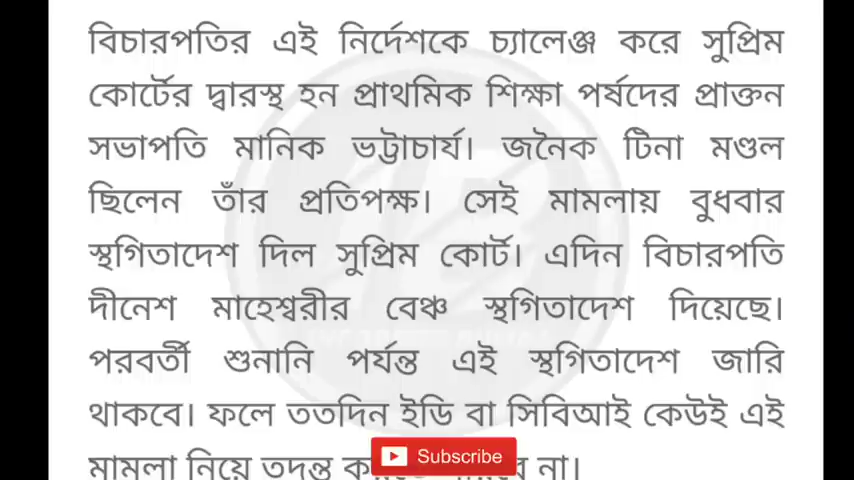 বিচারপতির এই নির্দেশকে চ্যালেঞ্জ করে সুপ্রিম
কোর্টের দ্বারস্থ হন প্রাথমিক শিক্ষা পর্ষদের প্রাক্তন
সভাপতি মানিক ভট্টাচার্য। জনৈক টিনা মণ্ডল
ছিলেন তাঁর প্রতিপক্ষ। সেই মামলায় বুধবার
স্থগিতাদেশ দিল সুপ্রিম কোর্ট। এদিন বিচারপতি
দীনেশ মাহেশ্বরীর বেঞ্চ স্থগিতাদেশ দিয়েছে।
পরবর্তী শুনানি পর্যন্ত এই স্থগিতাদেশ জারি
থাকবে। ফলে ততদিন ইডি বা সিবিআই কেউই এই
মামলা নিয়ে তদন্ত না।
Subscribe